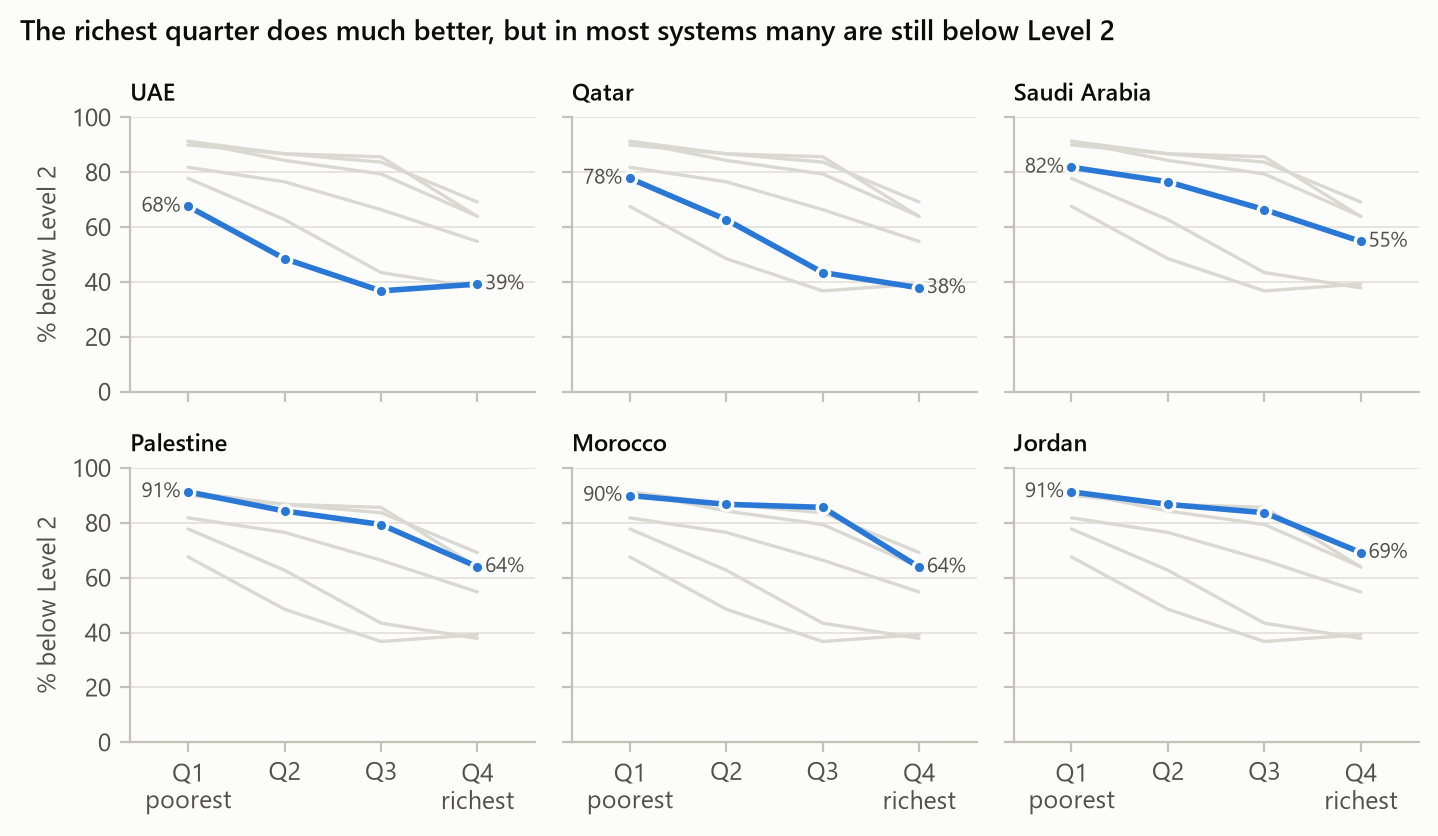 The richest quarter does much better, but in most systems many are still below Level 2
UAE
Qatar
Saudi Arabia
% below Level 2
100
80
60
40
20
0
68%
39%
78%
38%
82%
55%
Palestine
Morocco
Jordan
% below Level 2
100
80
60
40
20
0
91%
64%
90%
64%
91%
69%
Q1 Q2 Q3 Q4
poorest richest
Q1 Q2 Q3 Q4
poorest richest
Q1 Q2 Q3 Q4
poorest richest